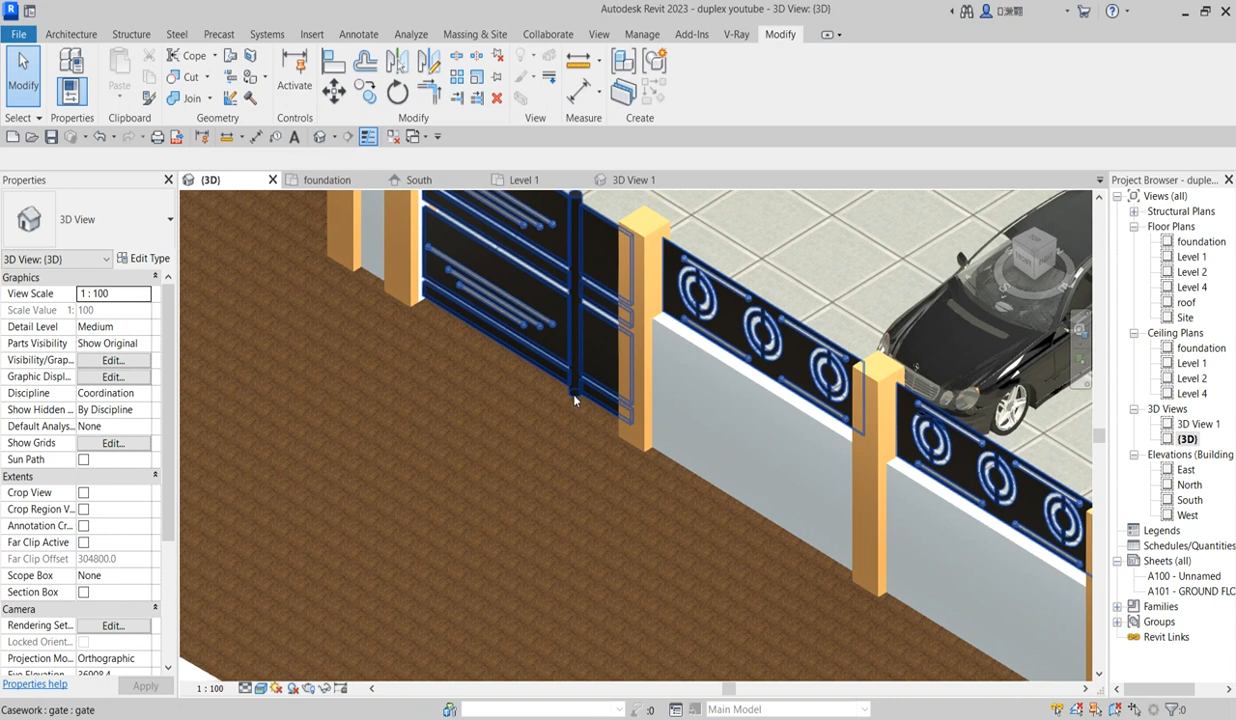 Autodesk Revit 2023 - duplex youtube - 3D View: {3D}
File Architecture Structure Steel Precast Systems Insert Annotate Analyze Massing & Site Collaborate View Manage Add-Ins V-Ray Modify
Modify
Paste
Cope
Cut
Join
Activate
Select Properties Clipboard Geometry Controls Modify View Measure Create
Properties
{3D} foundation South Level 1 3D View 1
Project Browser - duple...
3D View
3D View: {3D} Edit Type
Graphics
View Scale 1 : 100
Scale Value 1: 100
Detail Level Medium
Parts Visibility Show Original
Visibility/Grap... Edit...
Graphic Displ... Edit...
Discipline Coordination
Show Hidden ... By Discipline
Default Analys... None
Show Grids Edit...
Sun Path
Extents
Crop View
Crop Region V...
Annotation Cr...
Far Clip Active
Far Clip Offset 304800.0
Scope Box None
Section Box
Camera
Rendering Set... Edit...
Locked Orient...
Projection Mo... Orthographic
Properties help Apply
Views (all)
Structural Plans
Floor Plans
foundation
Level 1
Level 2
Level 4
roof
Site
Ceiling Plans
foundation
Level 1
Level 2
Level 4
3D Views
3D View 1
{3D}
Elevations (Building
East
North
South
West
Legends
Schedules/Quantities
Sheets (all)
A100 - Unnamed
A101 - GROUND FLO
Families
Groups
Revit Links
1 : 100
Casework : gate : gate
:0 Main Model :0